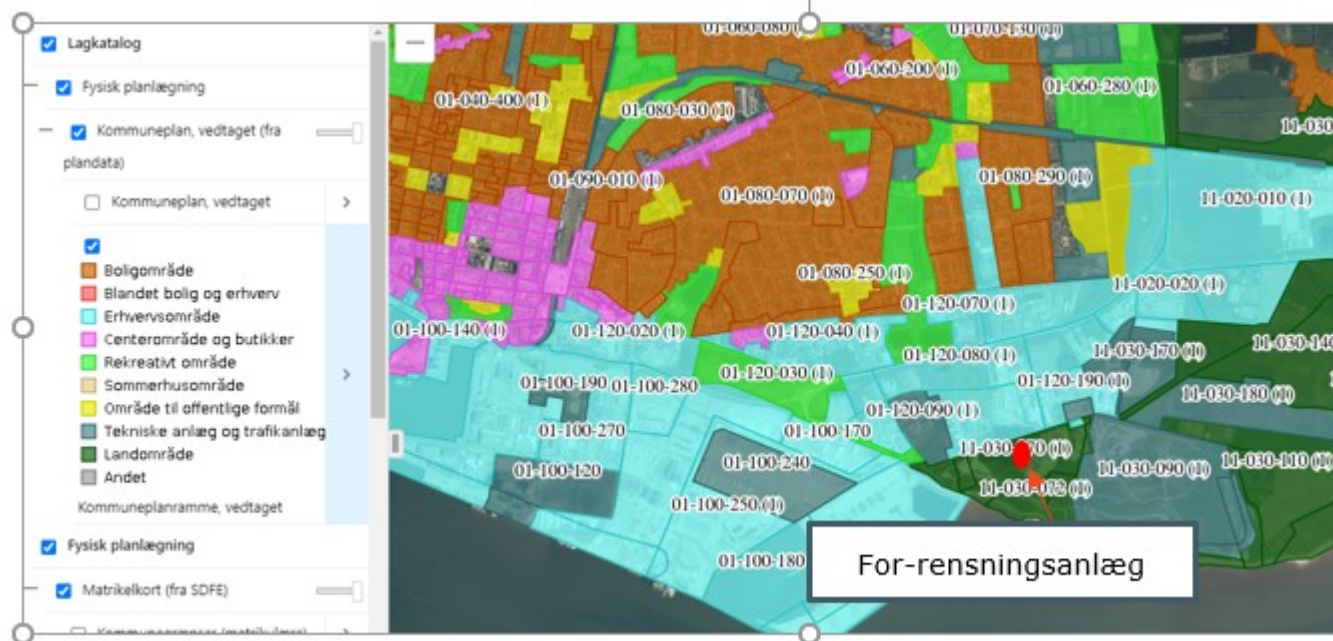 Lagkatalog
Fysisk planlægning
Kommuneplan, vedtaget (fra
plandata)
Kommuneplan, vedtaget
Boligområde
Blandet bolig og erhverv
Erhvervsområde
Centerområde og butikker
Rekreativt område
Sommerhusområde
Område til offentlige formål
Tekniske anlæg og trafikanlæg
Landområde
Andet
Kommuneplanramme, vedtaget
Fysisk planlægning
Matrikelkort (fra SDFE)
01-060-200 (1)
01-060-280 (1)
01-040-400 (1)
01-080-030 (1)
11-030
01-090-010 (1)
01-080-070 (1)
01-080-290 (1)
11-020-010 (1)
01-080-250 (1)
11-020-020 (1)
01-120-070 (1)
01-100-140 (1)
01-120-020 (1)
01-120-040 (1)
11-030-140
01-120-080 (1)
11-030-170 (1)
01-120-030 (1)
01-100-190
01-100-280
01-120-190 (1)
11-030-180 (1)
01-120-090 (1)
01-100-270
01-100-170
11-030-110 (1)
01-100-120
01-100-240
11-030-090 (1)
11-030-072 (1)
01-100-250 (1)
01-100-180
For-rensningsanlæg